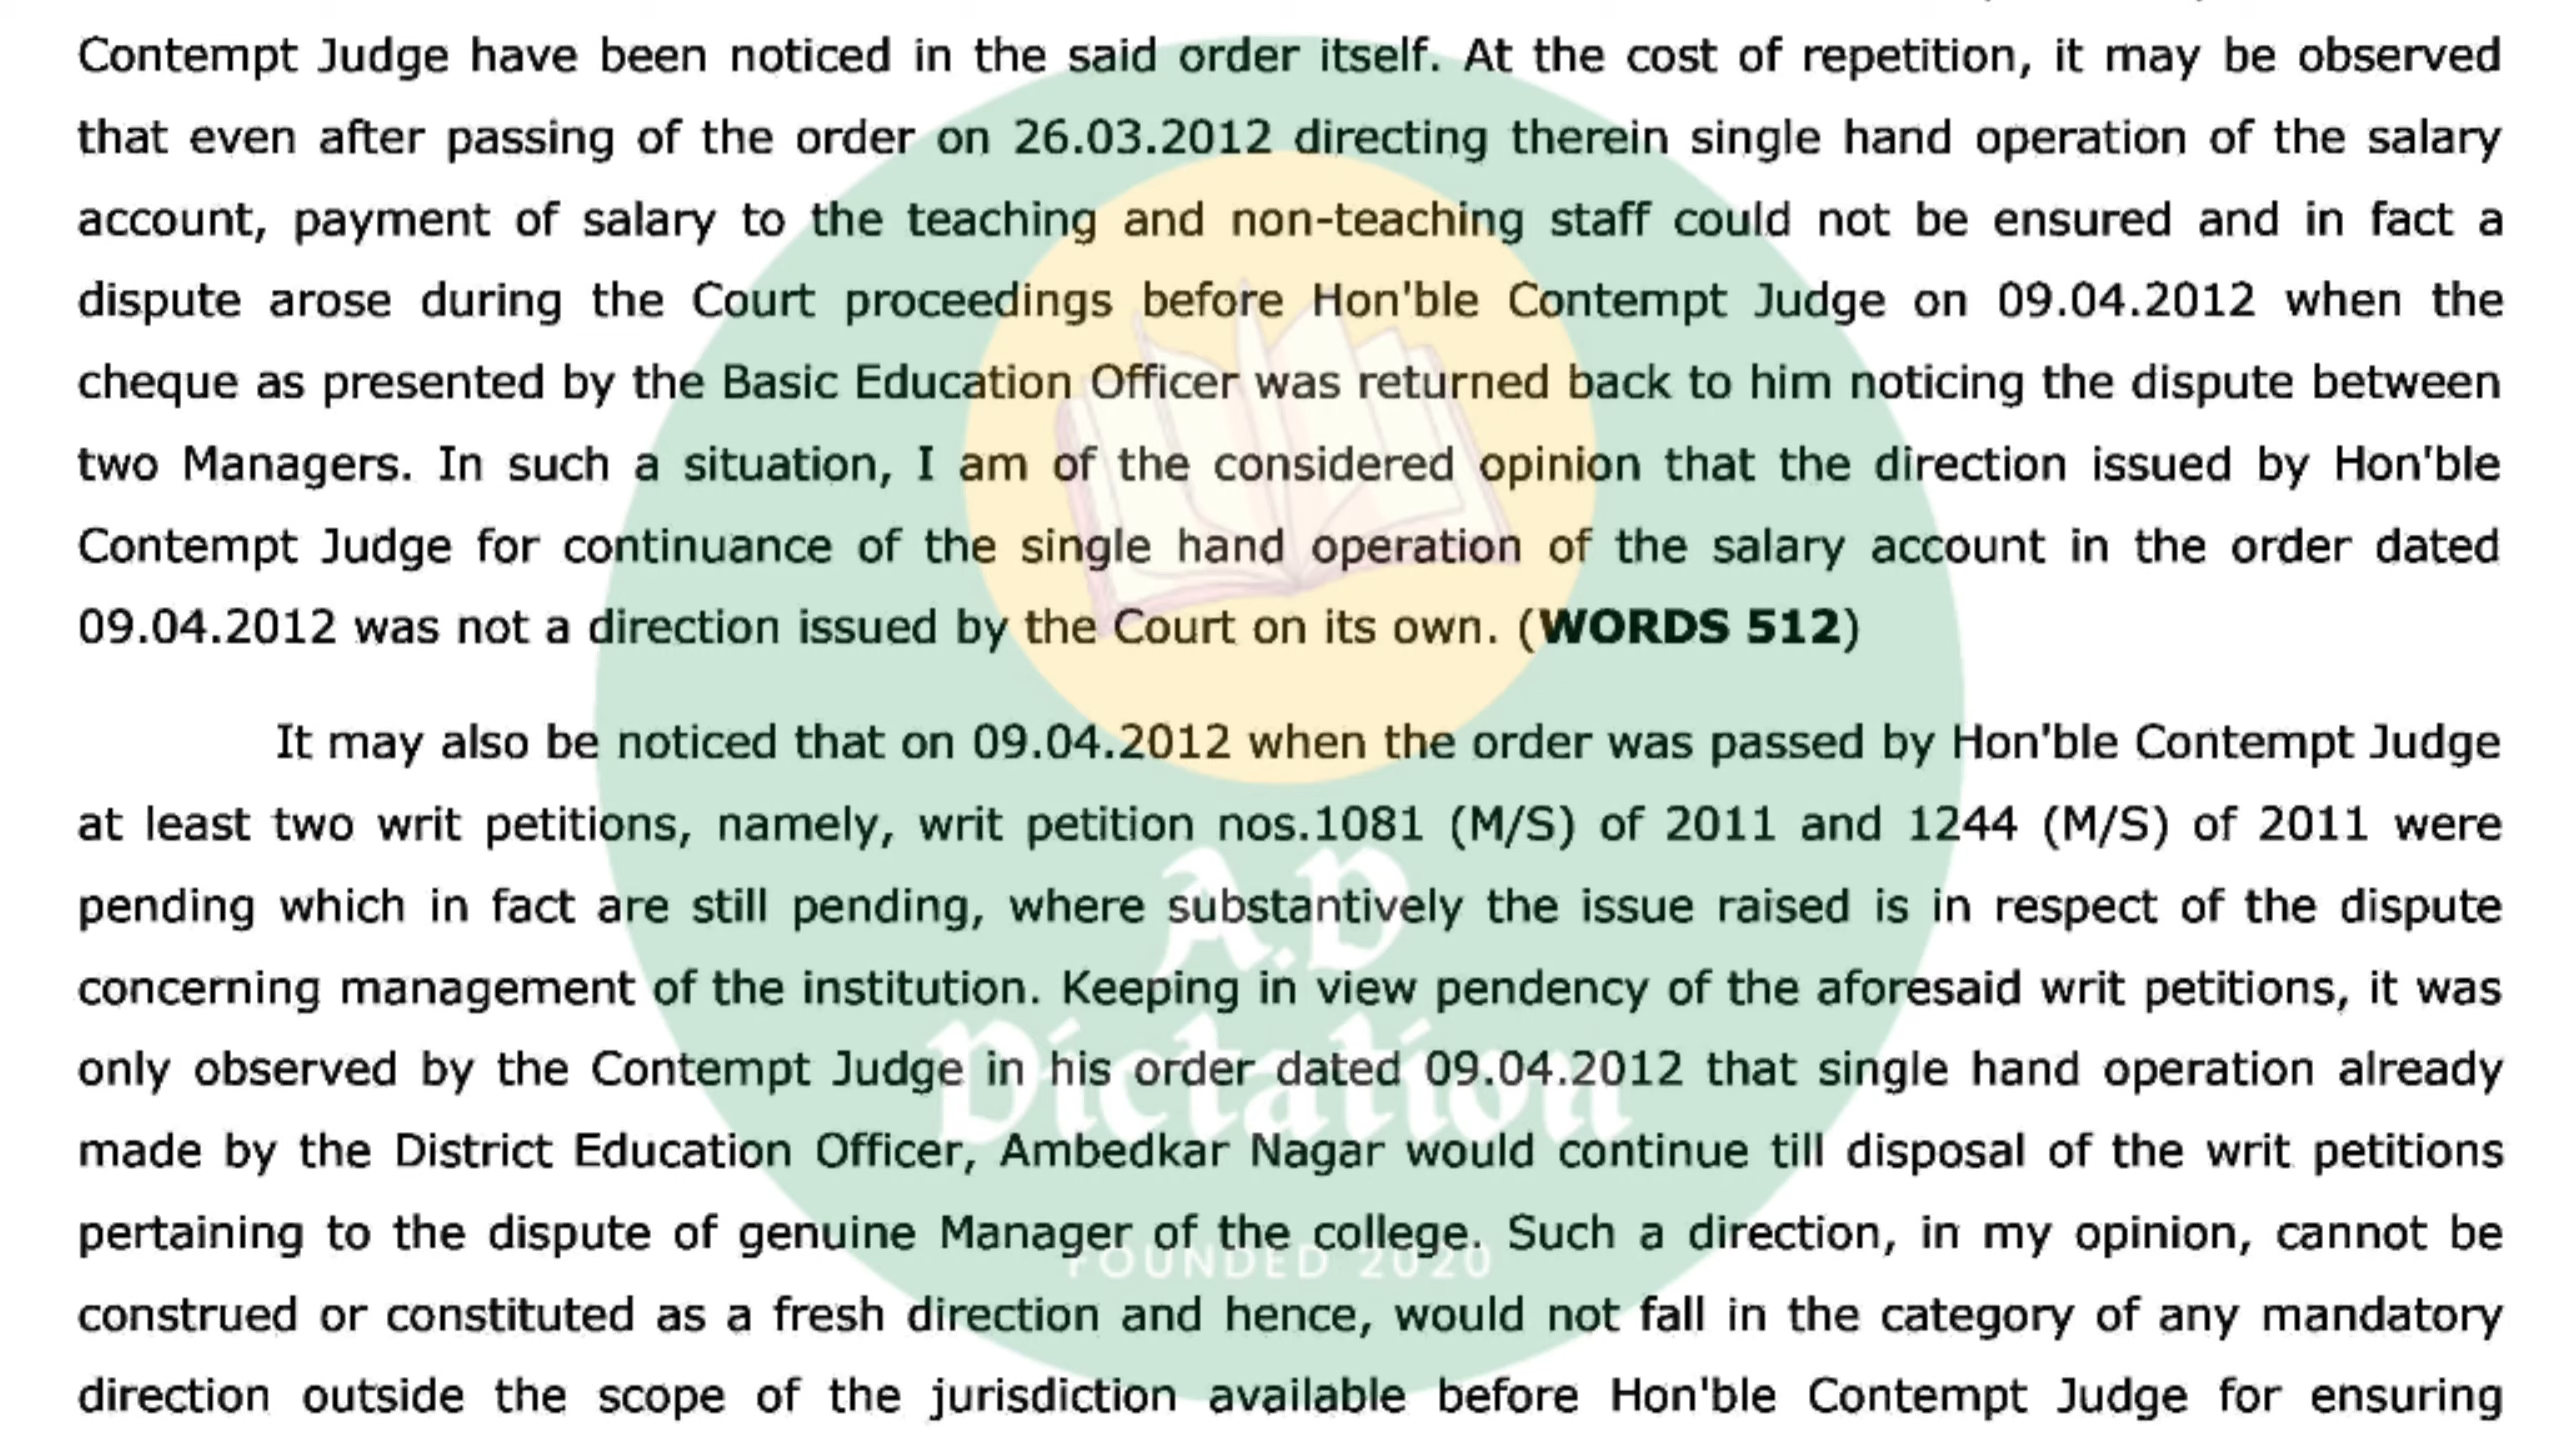 Contempt Judge have been noticed in the said order itself. At the cost of repetition, it may be observed
that even after passing of the order on 26.03.2012 directing therein single hand operation of the salary
account, payment of salary to the teaching and non-teaching staff could not be ensured and in fact a
dispute arose during the Court proceedings before Hon'ble Contempt Judge on 09.04.2012 when the
cheque as presented by the Basic Education Officer was returned back to him noticing the dispute between
two Managers. In such a situation, I am of the considered opinion that the direction issued by Hon'ble
Contempt Judge for continuance of the single hand operation of the salary account in the order dated
09.04.2012 was not a direction issued by the Court on its own. (WORDS 512)
It may also be noticed that on 09.04.2012 when the order was passed by Hon'ble Contempt Judge
at least two writ petitions, namely, writ petition nos.1081 (M/S) of 2011 and 1244 (M/S) of 2011 were
pending which in fact are still pending, where substantively the issue raised is in respect of the dispute
concerning management of the institution. Keeping in view pendency of the aforesaid writ petitions, it was
only observed by the Contempt Judge in his order dated 09.04.2012 that single hand operation already
made by the District Education Officer, Ambedkar Nagar would continue till disposal of the writ petitions
pertaining to the dispute of genuine Manager of the college. Such a direction, in my opinion, cannot be
construed or constituted as a fresh direction and hence, would not fall in the category of any mandatory
direction outside the scope of the jurisdiction available before Hon'ble Contempt Judge for ensuring
A.D
Dictation
FOUNDED 2020